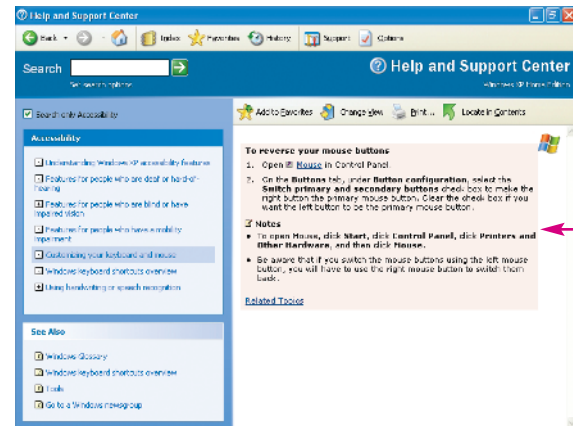 Help and Support Center
Back
Index
Favorites
History
Support
Options
Search
Set search options
Help and Support Center
Windows XP Home Edition
Search only Accessibility
Add to Favorites
Change View
Print...
Locate in Contents
Accessibility
Understanding Windows XP accessibility features
Features for people who are deaf or hard-of-
hearing
Features for people who are blind or have
impaired vision
Features for people who have a mobility
impairment
Customizing your keyboard and mouse
Windows keyboard shortcuts overview
Using handwriting or speech recognition
See Also
Windows Glossary
Windows keyboard shortcuts overview
Tools
Go to a Windows newsgroup
To reverse your mouse buttons
1. Open Mouse in Control Panel.
2. On the Buttons tab, under Button configuration, select the
Switch primary and secondary buttons check box to make the
right button the primary mouse button. Clear the check box if you
want the left button to be the primary mouse button.
Notes
• To open Mouse, click Start, click Control Panel, click Printers and
Other Hardware, and then click Mouse.
• Be aware that if you switch the mouse buttons using the left mouse
button, you will have to use the right mouse button to switch them
back.
Related Topics